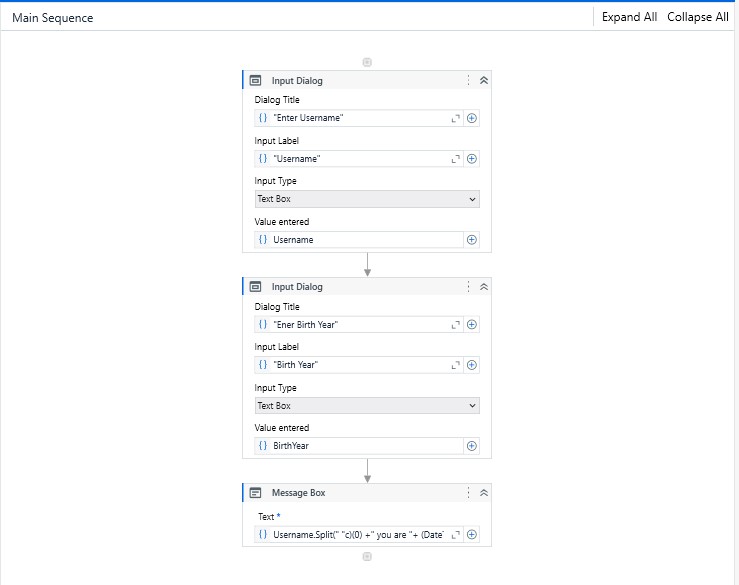 Main Sequence
Expand All Collapse All
Input Dialog
Dialog Title
{} "Enter Username"
Input Label
{} "Username"
Input Type
Text Box
Value entered
{} Username
Input Dialog
Dialog Title
{} "Ener Birth Year"
Input Label
{} "Birth Year"
Input Type
Text Box
Value entered
{} BirthYear
Message Box
Text *
{} Username.Split(" "c)(0) +" you are "+ (Date